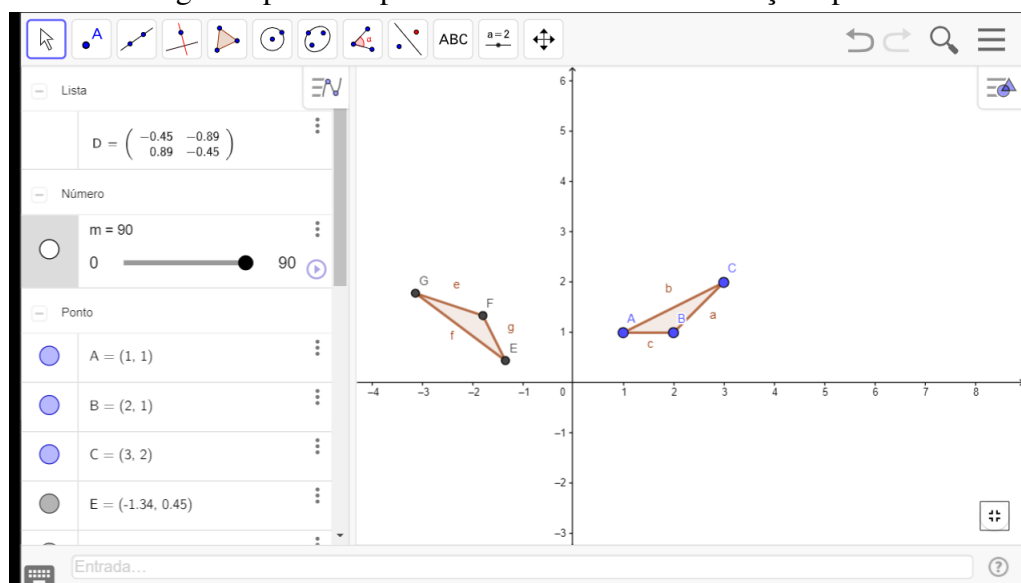 A
α
ABC
a=2
Lista
D = ( −0.45 −0.89
0.89 −0.45 )
Número
m = 90
0 90
Ponto
A = (1, 1)
B = (2, 1)
C = (3, 2)
E = (-1.34, 0.45)
Entrada...
6
5
4
3
2
1
−1
−2
−3
−4 −3 −2 −1 0 1 2 3 4 5 6 7 8
G
e
F
f
g
E
A
B
C
b
a
c
?